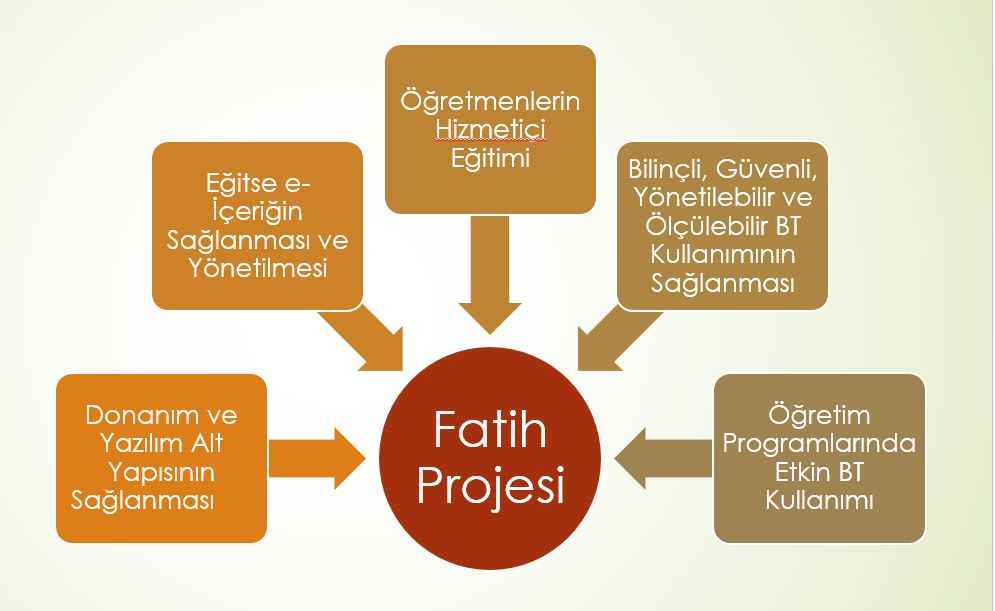 Öğretmenlerin
Hizmetiçi
Eğitimi
Eğitse e-
İçeriğin
Sağlanması ve
Yönetilmesi
Bilinçli, Güvenli,
Yönetilebilir ve
Ölçülebilir BT
Kullanımının
Sağlanması
Donanım ve
Yazılım Alt
Yapısının
Sağlanması
Fatih
Projesi
Öğretim
Programlarında
Etkin BT
Kullanımı